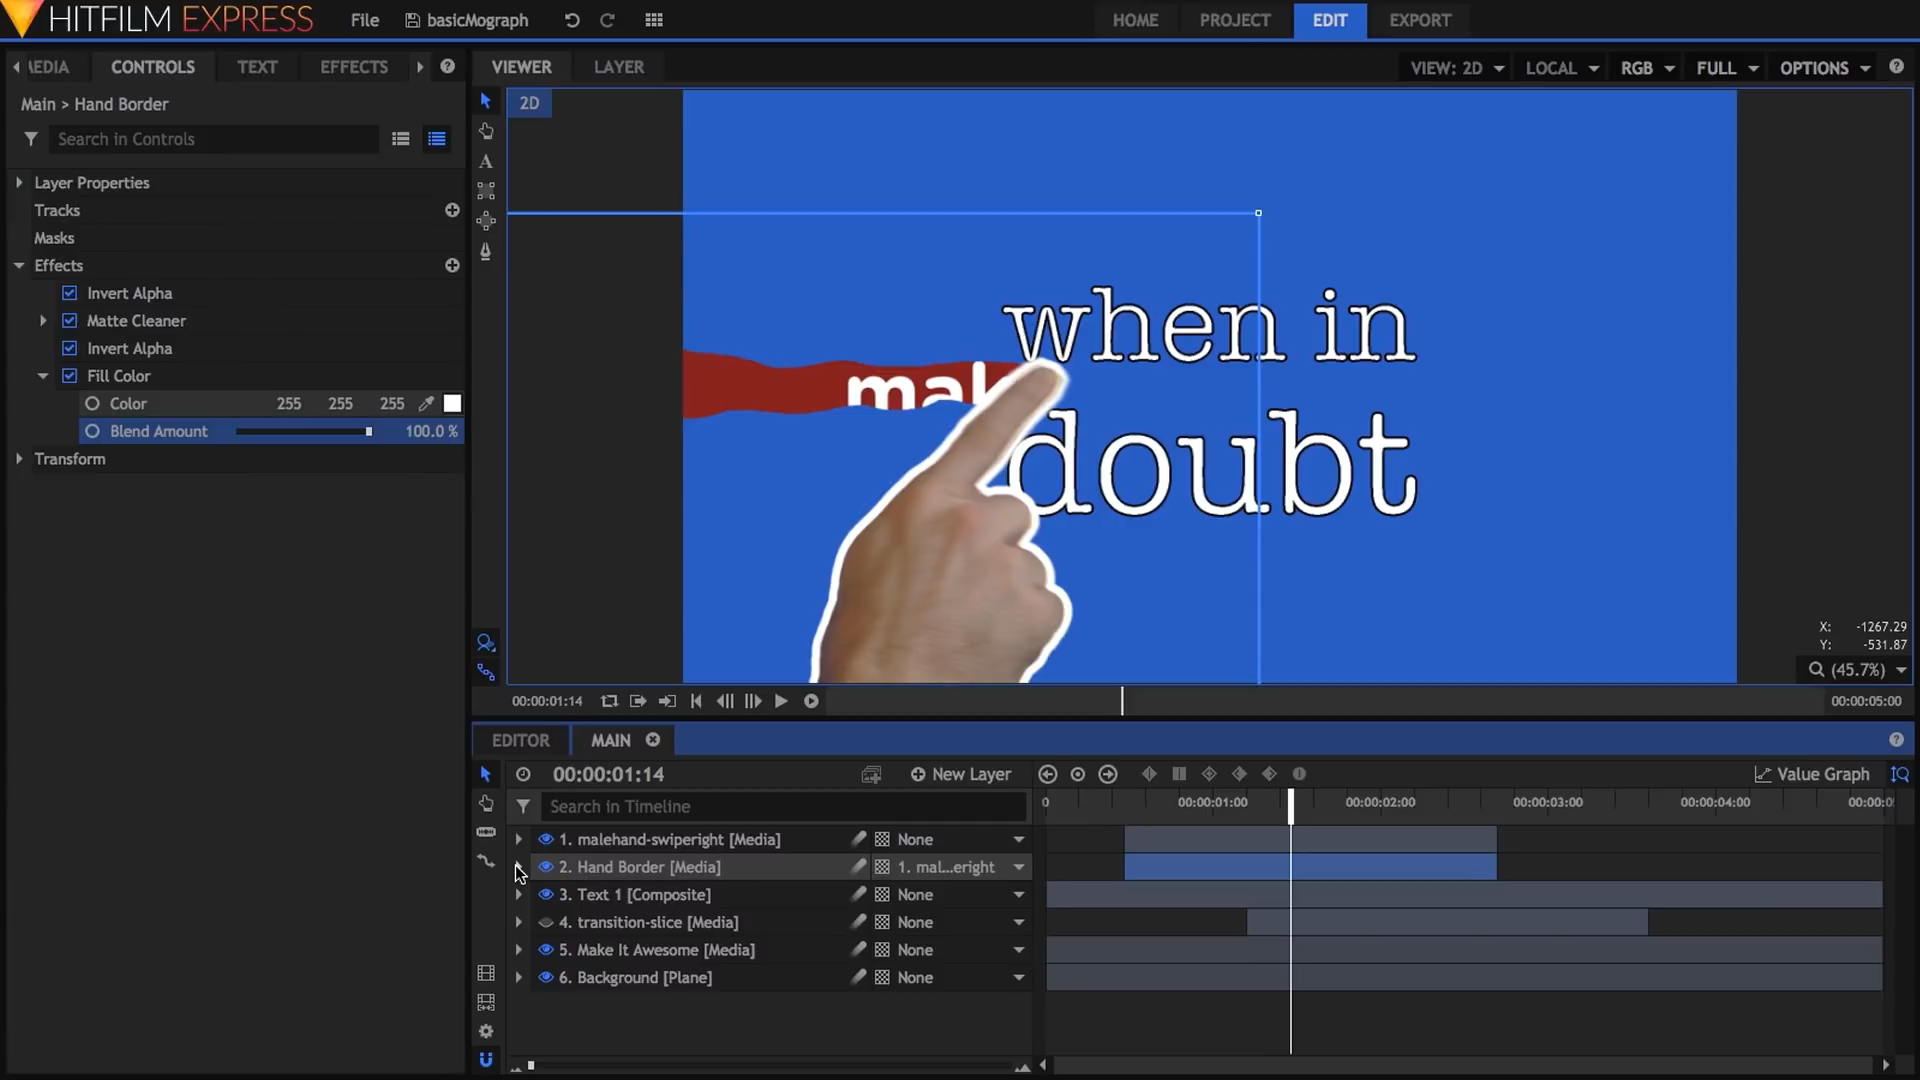 HITFILM EXPRESS File basicMograph HOME PROJECT EDIT EXPORT
CONTROLS TEXT EFFECTS VIEWER LAYER VIEW: 2D LOCAL RGB FULL OPTIONS
Main > Hand Border
2D
Search in Controls
Layer Properties
Tracks
Masks
Effects
Invert Alpha
Matte Cleaner
Invert Alpha
Fill Color
Color 255 255 255
Blend Amount 100.0 %
Transform
when in
mak
doubt
X: -1267.29
Y: -531.87
(45.7%)
00:00:01:14 00:00:05:00
EDITOR MAIN
00:00:01:14 New Layer Value Graph
Search in Timeline 0 00:00:01:00 00:00:02:00 00:00:03:00 00:00:04:00
1. malehand-swiperight [Media] None
2. Hand Border [Media] 1. mal...eright
3. Text 1 [Composite] None
4. transition-slice [Media] None
5. Make It Awesome [Media] None
6. Background [Plane] None